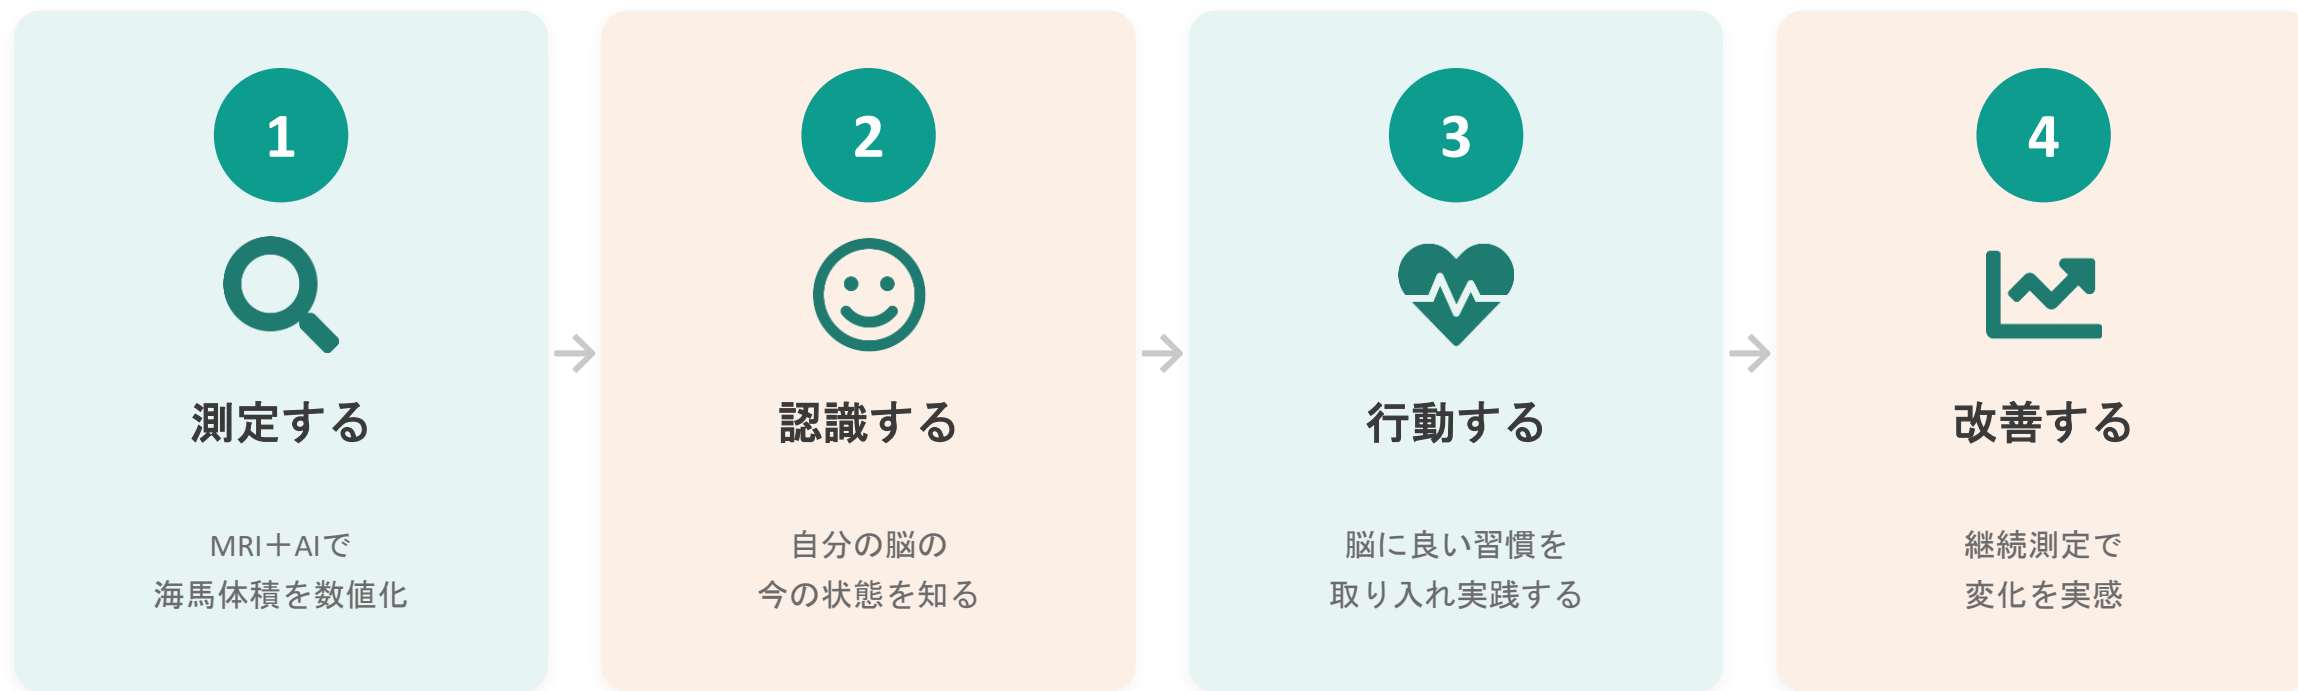 1
測定する
MRI＋AIで
海馬体積を数値化
2
認識する
自分の脳の
今の状態を知る
3
行動する
脳に良い習慣を
取り入れ実践する
4
改善する
継続測定で
変化を実感